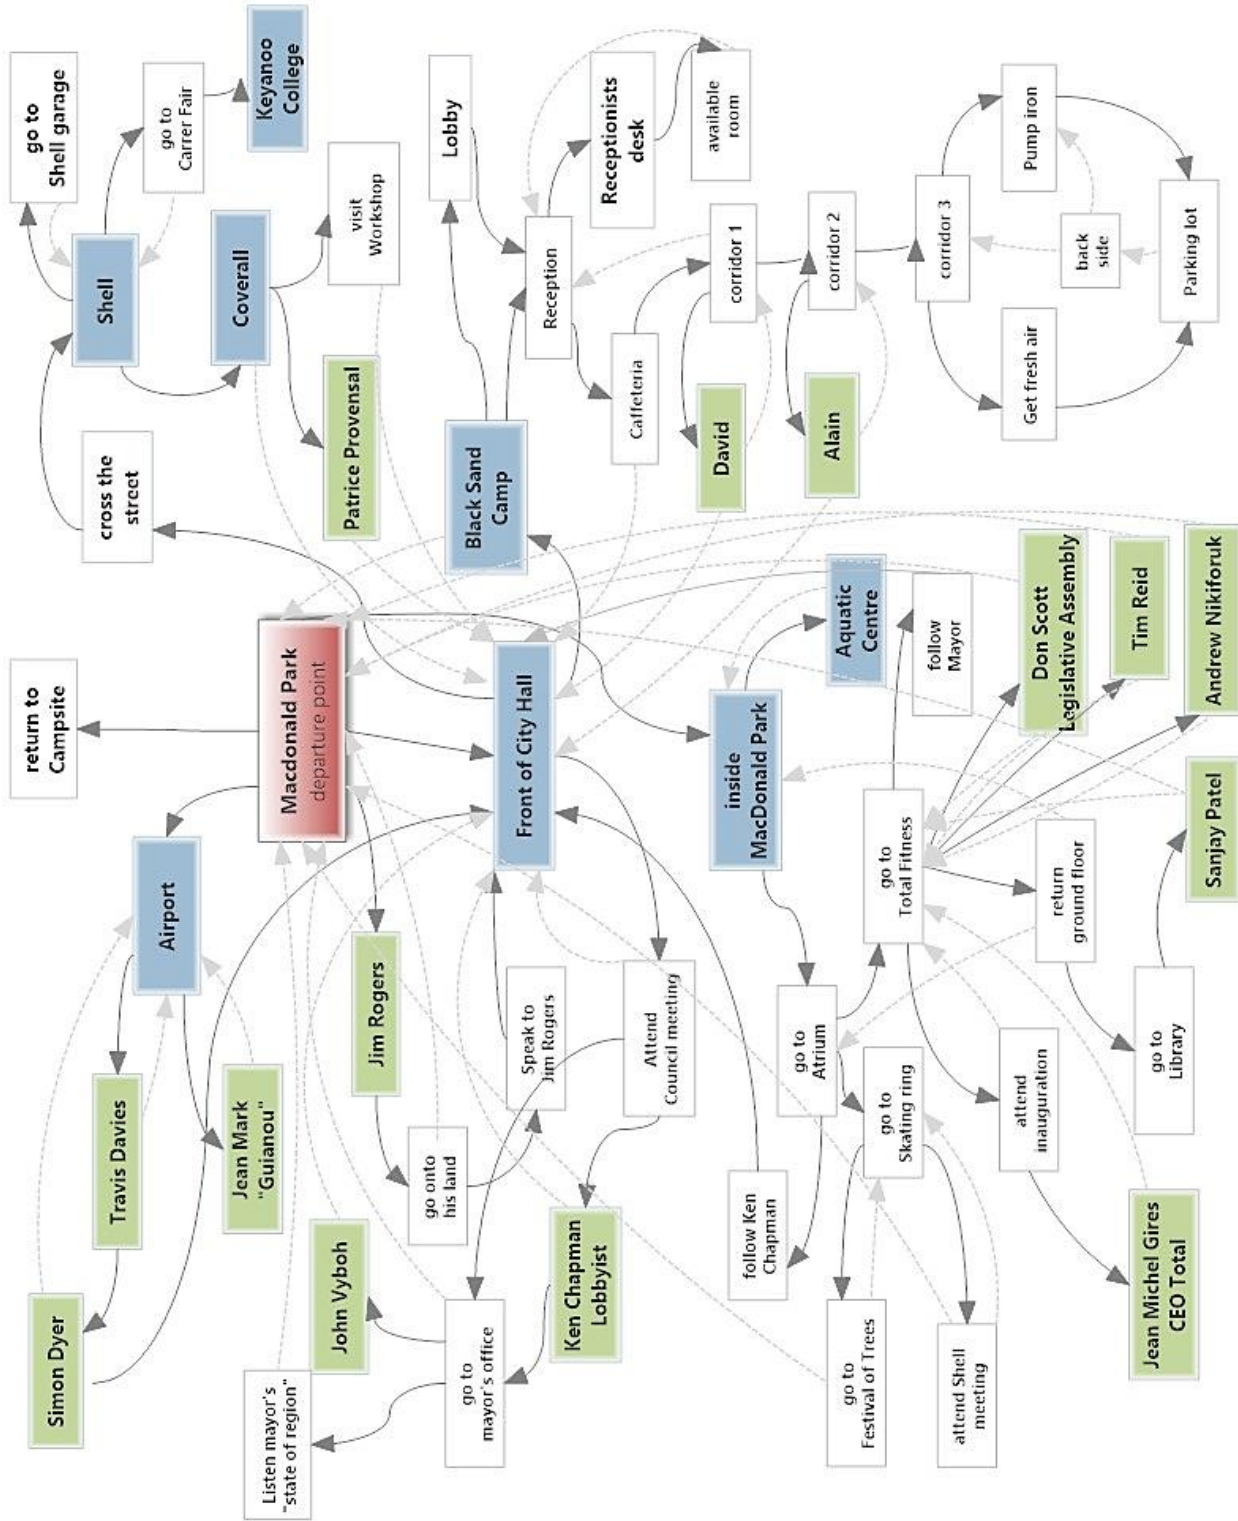 Simon Dyer
return to
Campsite
go to
Shell garage
Travis Davies
Airport
cross the
street
Shell
go to
Carrer Fair
Listen mayor's
"state of region"
Jean Mark
"Guianou"
Macdonald Park
departure point
Coverall
Keyanoo
College
John Vyboh
Jim Rogers
Patrice Provensal
visit
Workshop
go onto
his land
go to
mayor's office
Speak to
Jim Rogers
Front of City Hall
Black Sand
Camp
Lobby
Ken Chapman
Lobbyist
Reception
Receptionists
desk
Attend
Council meeting
Caffeteria
available
room
follow Ken
Chapman
go to
Atrium
inside
MacDonald Park
David
corridor 1
go to
Festival of Trees
go to
Skating ring
go to
Total Fitness
Aquatic
Centre
Alain
corridor 2
attend Shell
meeting
follow
Mayor
corridor 3
attend
inauguration
return
ground floor
Don Scott
Legislative Assembly
Get fresh air
Pump iron
back
side
Jean Michel Gires
CEO Total
go to
Library
Tim Reid
Parking lot
Sanjay Patel
Andrew Nikiforuk